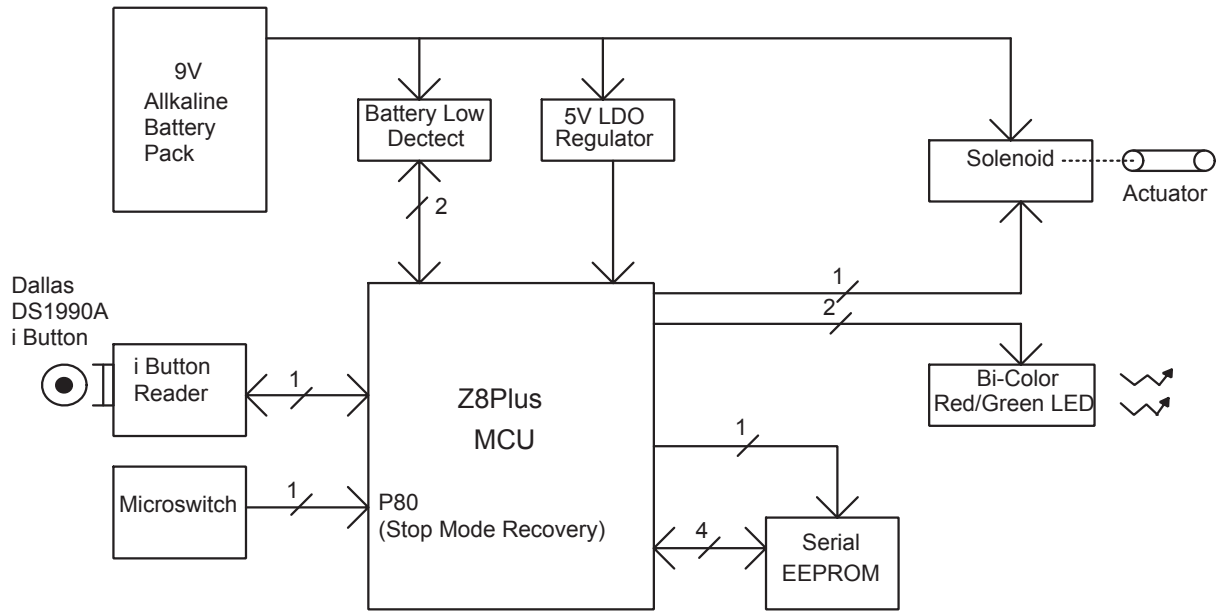 9V
Allkaline
Battery
Pack
Battery Low
Dectect
5V LDO
Regulator
Solenoid
Actuator
2
Dallas
DS1990A
i Button
i Button
Reader
1
Microswitch
1
Z8Plus
MCU
P80
(Stop Mode Recovery)
1
2
Bi-Color
Red/Green LED
1
4
Serial
EEPROM